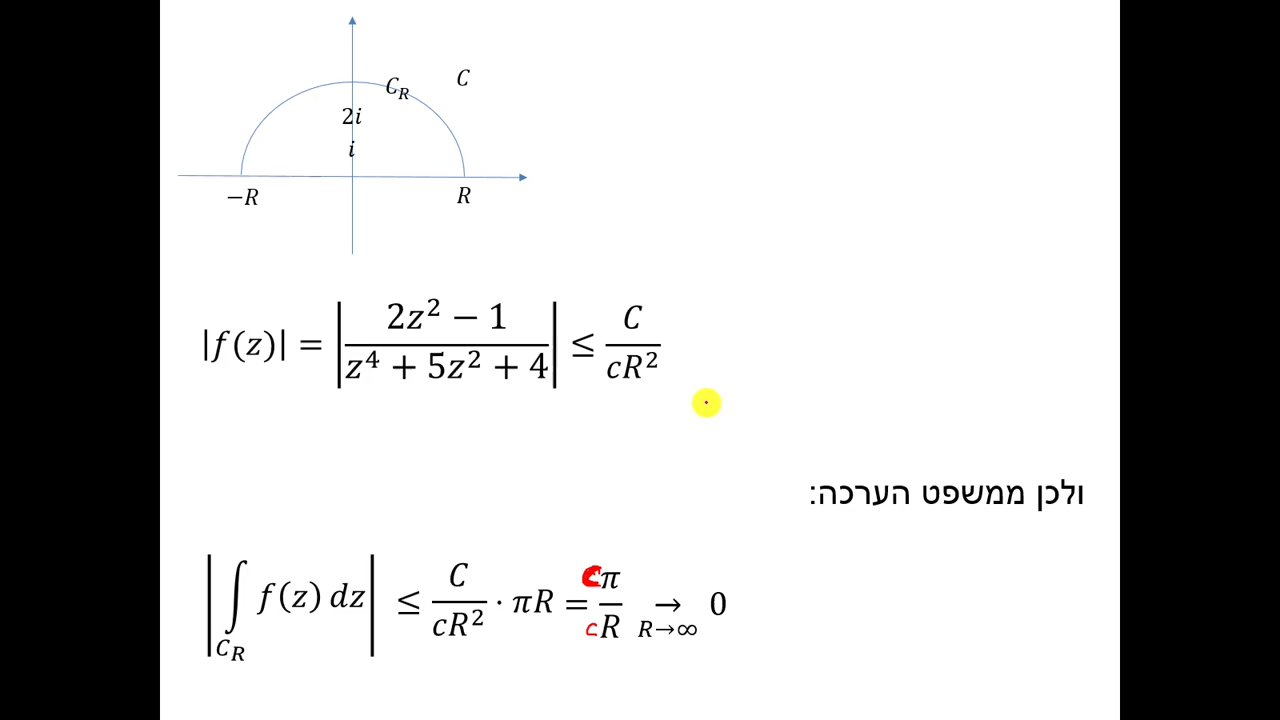 C_R C
2i
i
−R R
|f(z)| = |(2z² − 1)/(z⁴ + 5z² + 4)| ≤ C/(cR²)
ולכן ממשפט הערכה:
|∫_{C_R} f(z) dz| ≤ C/(cR²) · πR = Cπ/(cR) →_{R→∞} 0